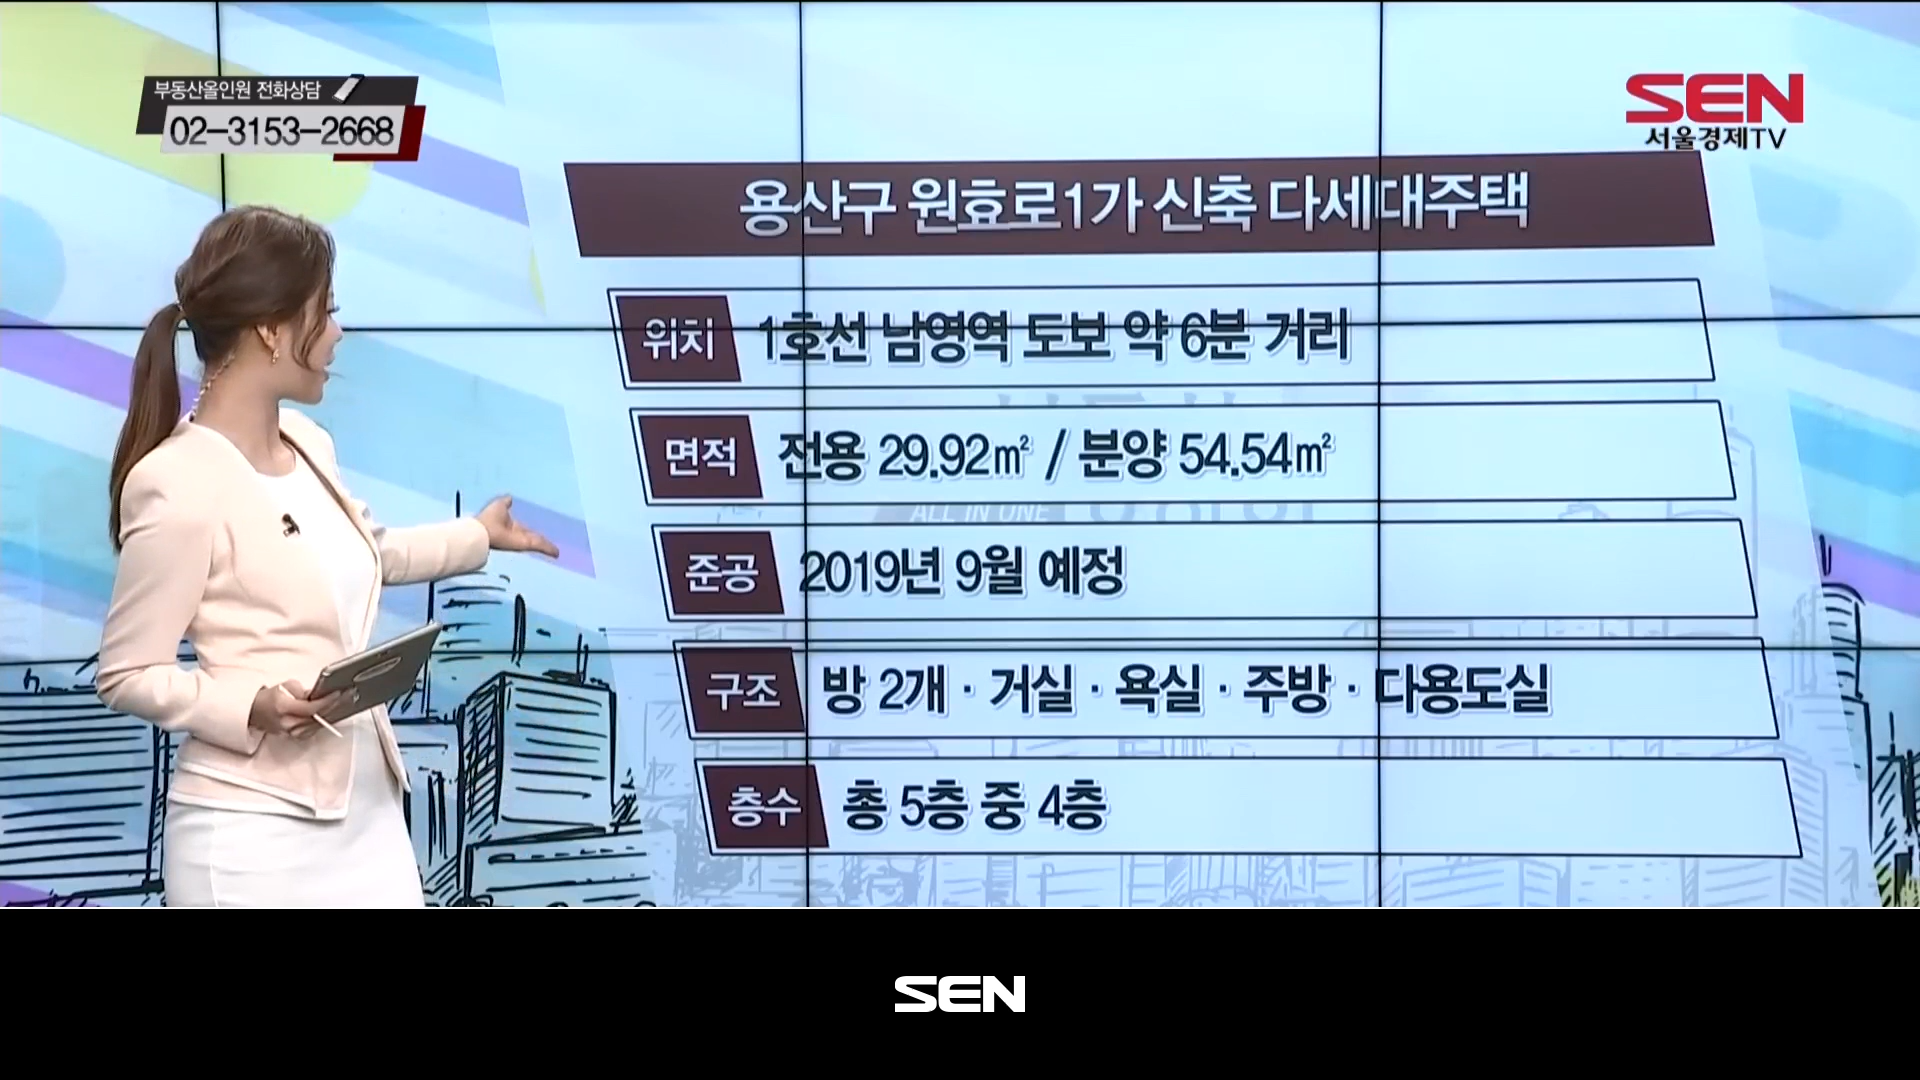 부동산올인원 전화상담
02-3153-2668
SEN
서울경제TV
용산구 원효로1가 신축 다세대주택
위치 1호선 남영역 도보 약 6분 거리
면적 전용 29.92㎡ / 분양 54.54㎡
ALL IN ONE
준공 2019년 9월 예정
구조 방 2개 · 거실 · 욕실 · 주방 · 다용도실
층수 총 5층 중 4층
SEN